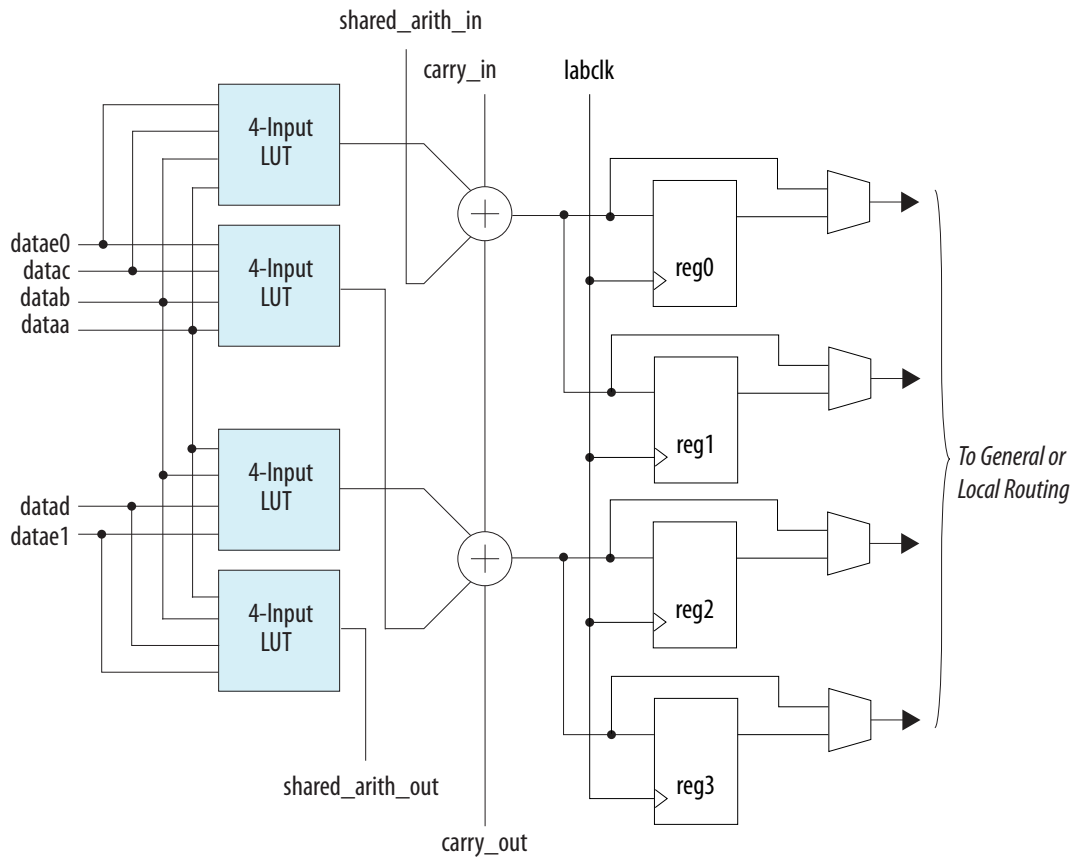 shared_arith_in
carry_in
labclk
4-Input
LUT
datae0
datac
datab
dataa
4-Input
LUT
reg0
reg1
4-Input
LUT
datad
datae1
To General or
Local Routing
4-Input
LUT
reg2
reg3
shared_arith_out
carry_out